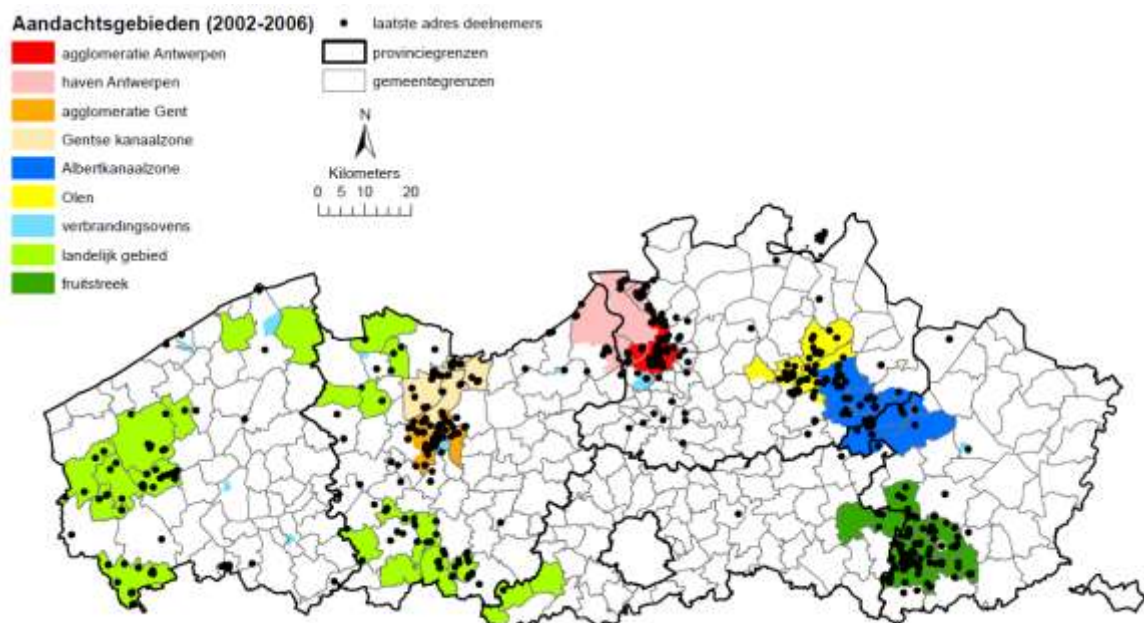 Aandachtsgebieden (2002-2006)
agglomeratie Antwerpen
haven Antwerpen
agglomeratie Gent
Gentse kanaalzone
Albertkanaalzone
Olen
verbrandingsovens
landelijk gebied
fruitstreek
laatste adres deelnemers
provinciegrenzen
gemeentegrenzen
N
Kilometers
0 5 10 20